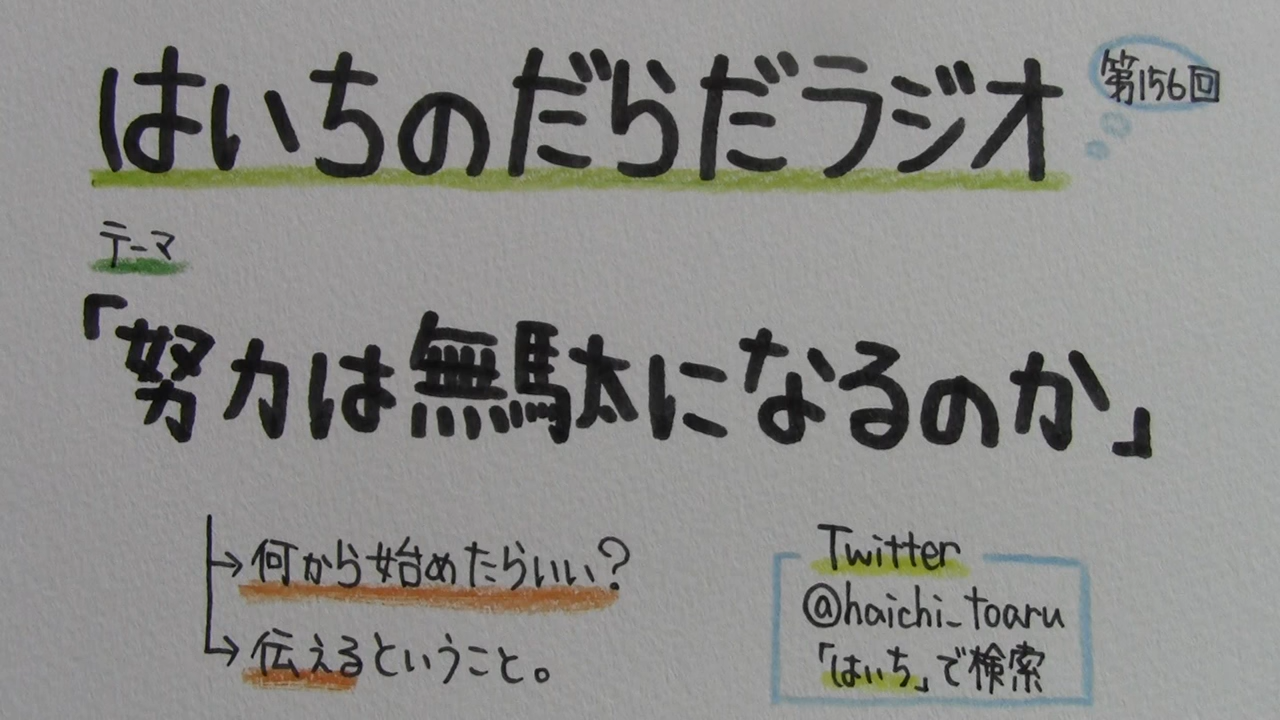 はいちのだらだラジオ
第156回
テーマ
「努力は無駄になるのか」
何から始めたらいい?
伝えるということ。
Twitter
@haichi_toaru
「はいち」で検索